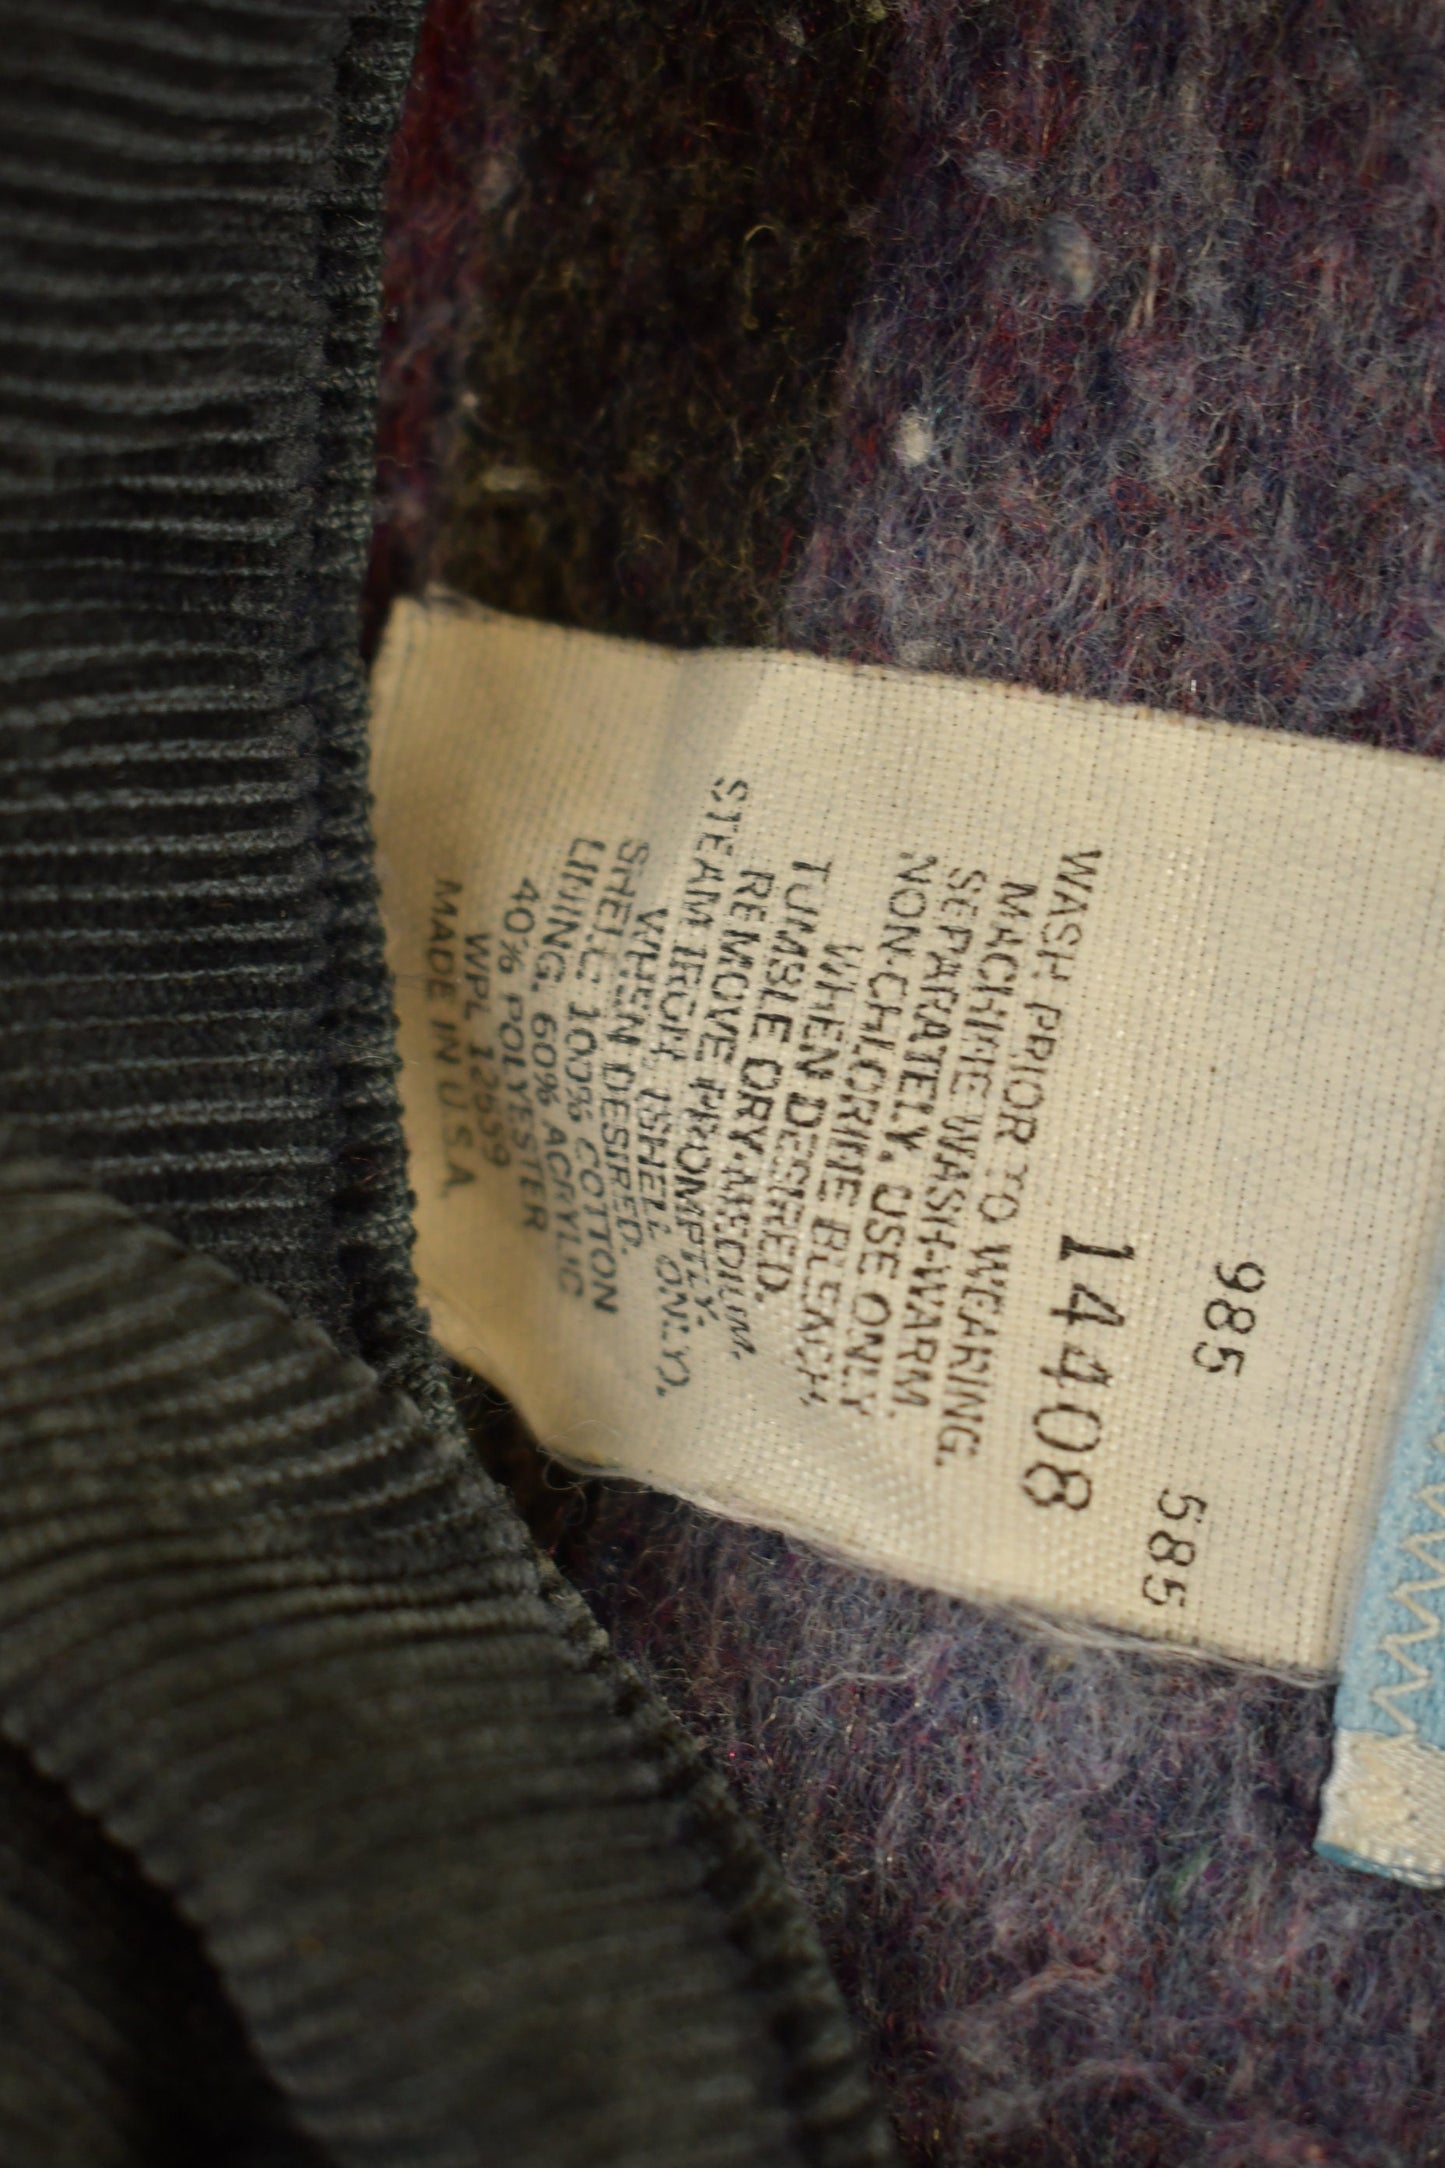 985
585
14408
WASH PRIOR TO WEARING.
MACHINE WASH-WARM
SEPARATELY. USE ONLY
NON-CHLORINE BLEACH
WHEN DESIRED.
TUMBLE DRY-MEDIUM.
REMOVE PROMPTLY.
STEAM IRON (SHELL ONLY).
WHEN DESIRED.
SHELL: 100% COTTON
LINING: 60% ACRYLIC
40% POLYESTER
WPL 12559
MADE IN U.S.A.